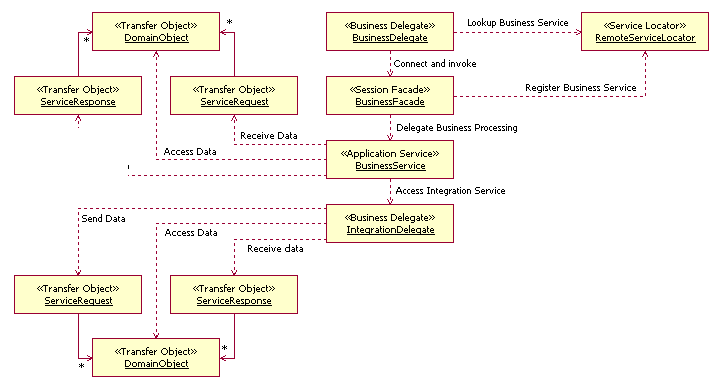 «Transfer Object»
DomainObject
*
*
«Business Delegate»
BusinessDelegate
Lookup Business Service
«Service Locator»
RemoteServiceLocator
Connect and invoke
«Transfer Object»
ServiceResponse
«Transfer Object»
ServiceRequest
«Session Facade»
BusinessFacade
Register Business Service
Delegate Business Processing
Receive Data
Access Data
«Application Service»
BusinessService
Access Integration Service
Send Data
Access Data
«Business Delegate»
IntegrationDelegate
Receive data
«Transfer Object»
ServiceRequest
«Transfer Object»
ServiceResponse
*
*
«Transfer Object»
DomainObject